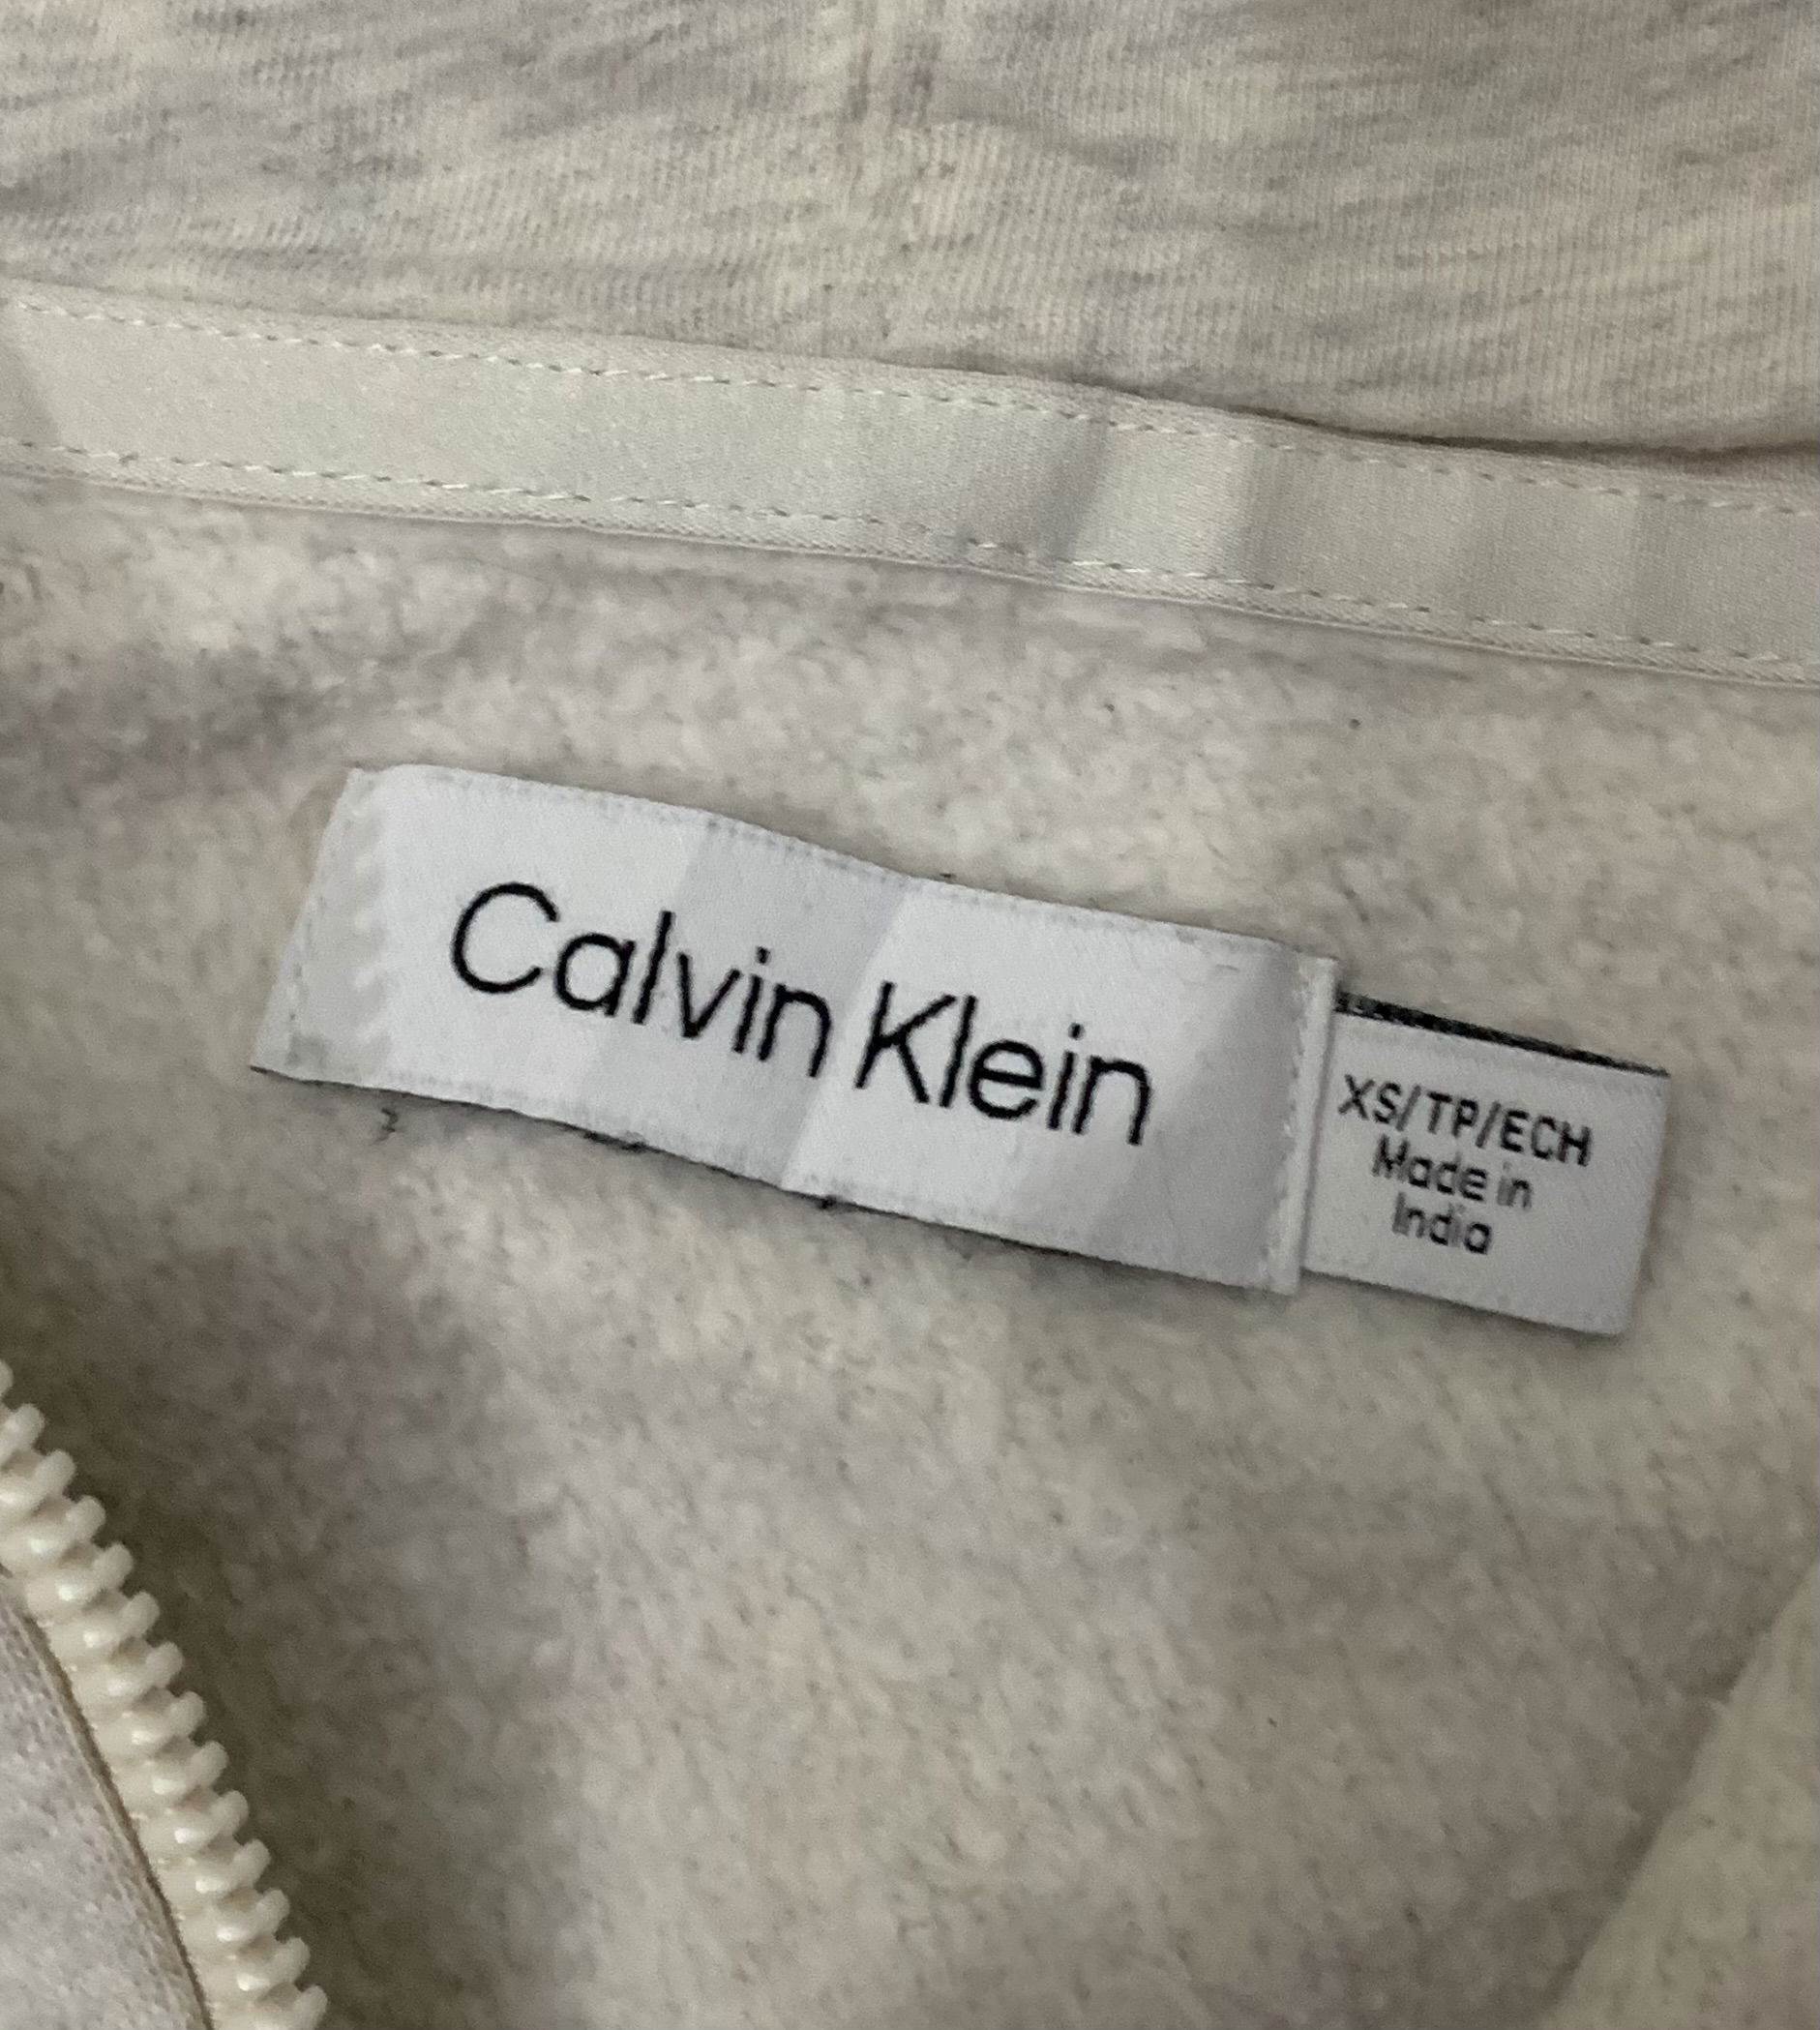 Calvin Klein
XS/TP/ECH
Made in
India